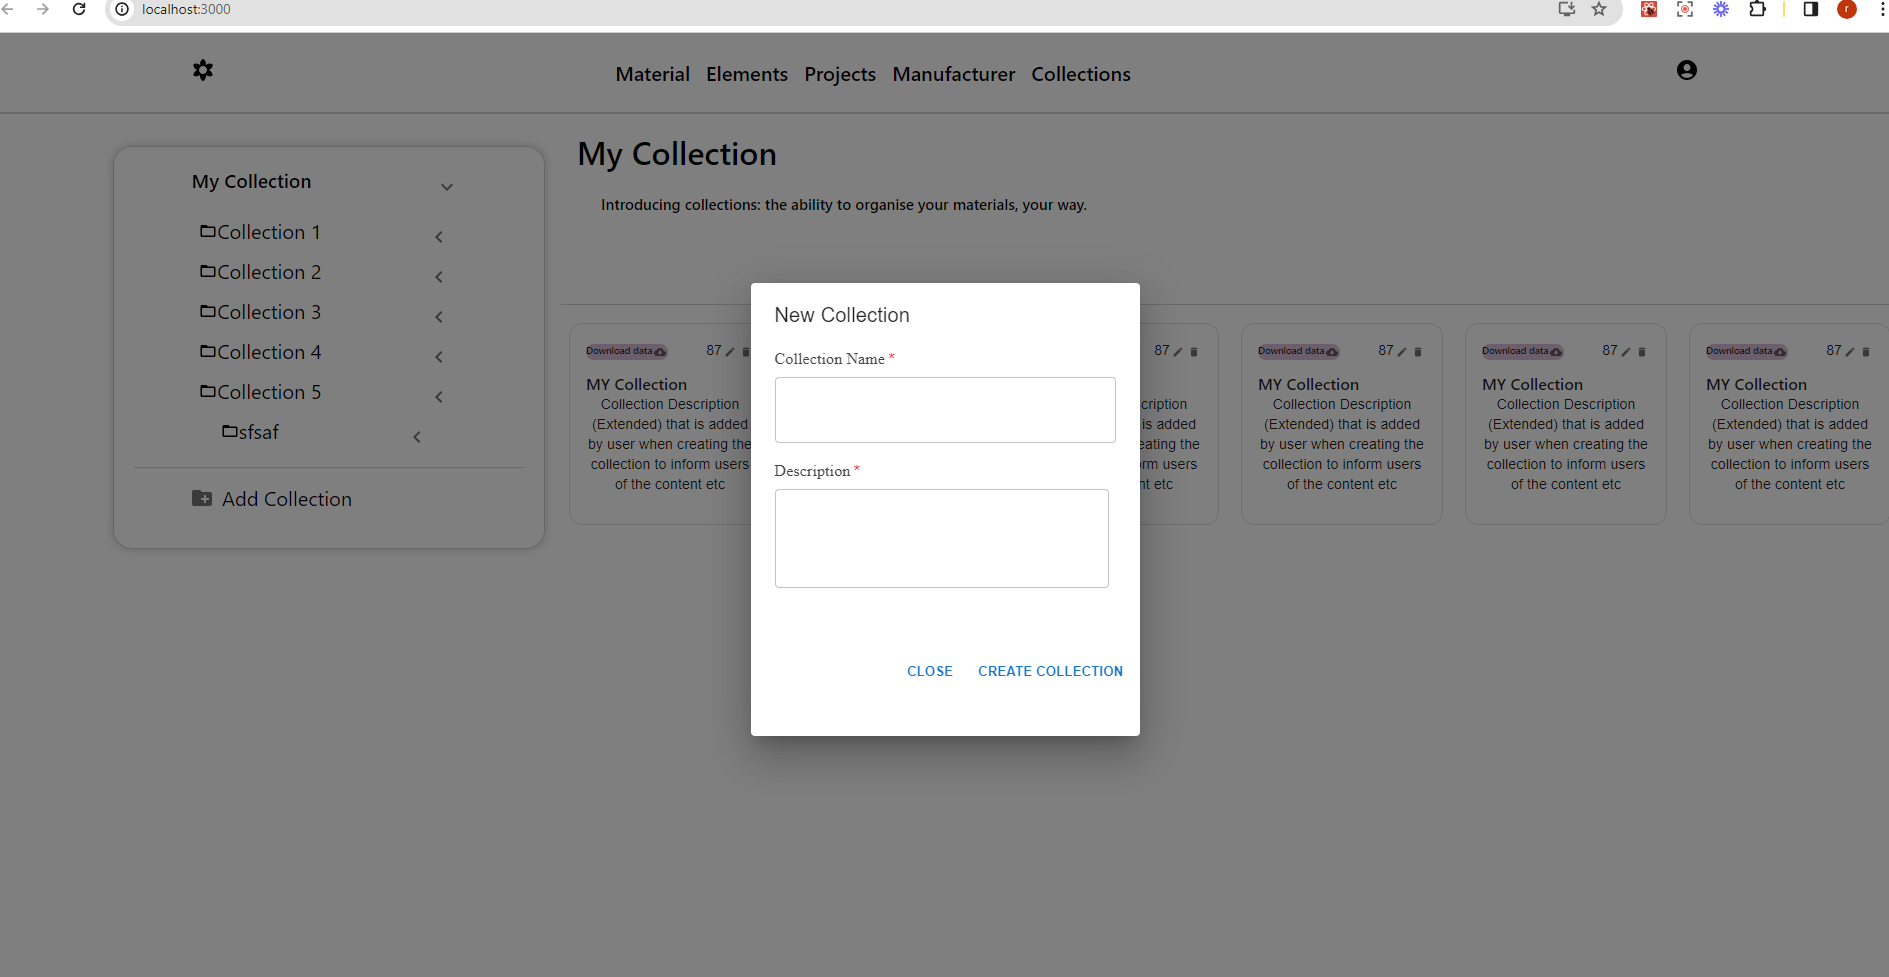 localhost:3000
r
Material Elements Projects Manufacturer Collections
My Collection
Collection 1
Collection 2
Collection 3
Collection 4
Collection 5
sfsaf
Add Collection
My Collection
Introducing collections: the ability to organise your materials, your way.
Download data 87
MY Collection
Collection Description
(Extended) that is added
by user when creating the
collection to inform users
of the content etc
87
cription
is added
eating the
rm users
nt etc
Download data 87
MY Collection
Collection Description
(Extended) that is added
by user when creating the
collection to inform users
of the content etc
Download data 87
MY Collection
Collection Description
(Extended) that is added
by user when creating the
collection to inform users
of the content etc
Download data 87
MY Collection
Collection Description
(Extended) that is added
by user when creating the
collection to inform users
of the content etc
New Collection
Collection Name *
Description *
CLOSE CREATE COLLECTION